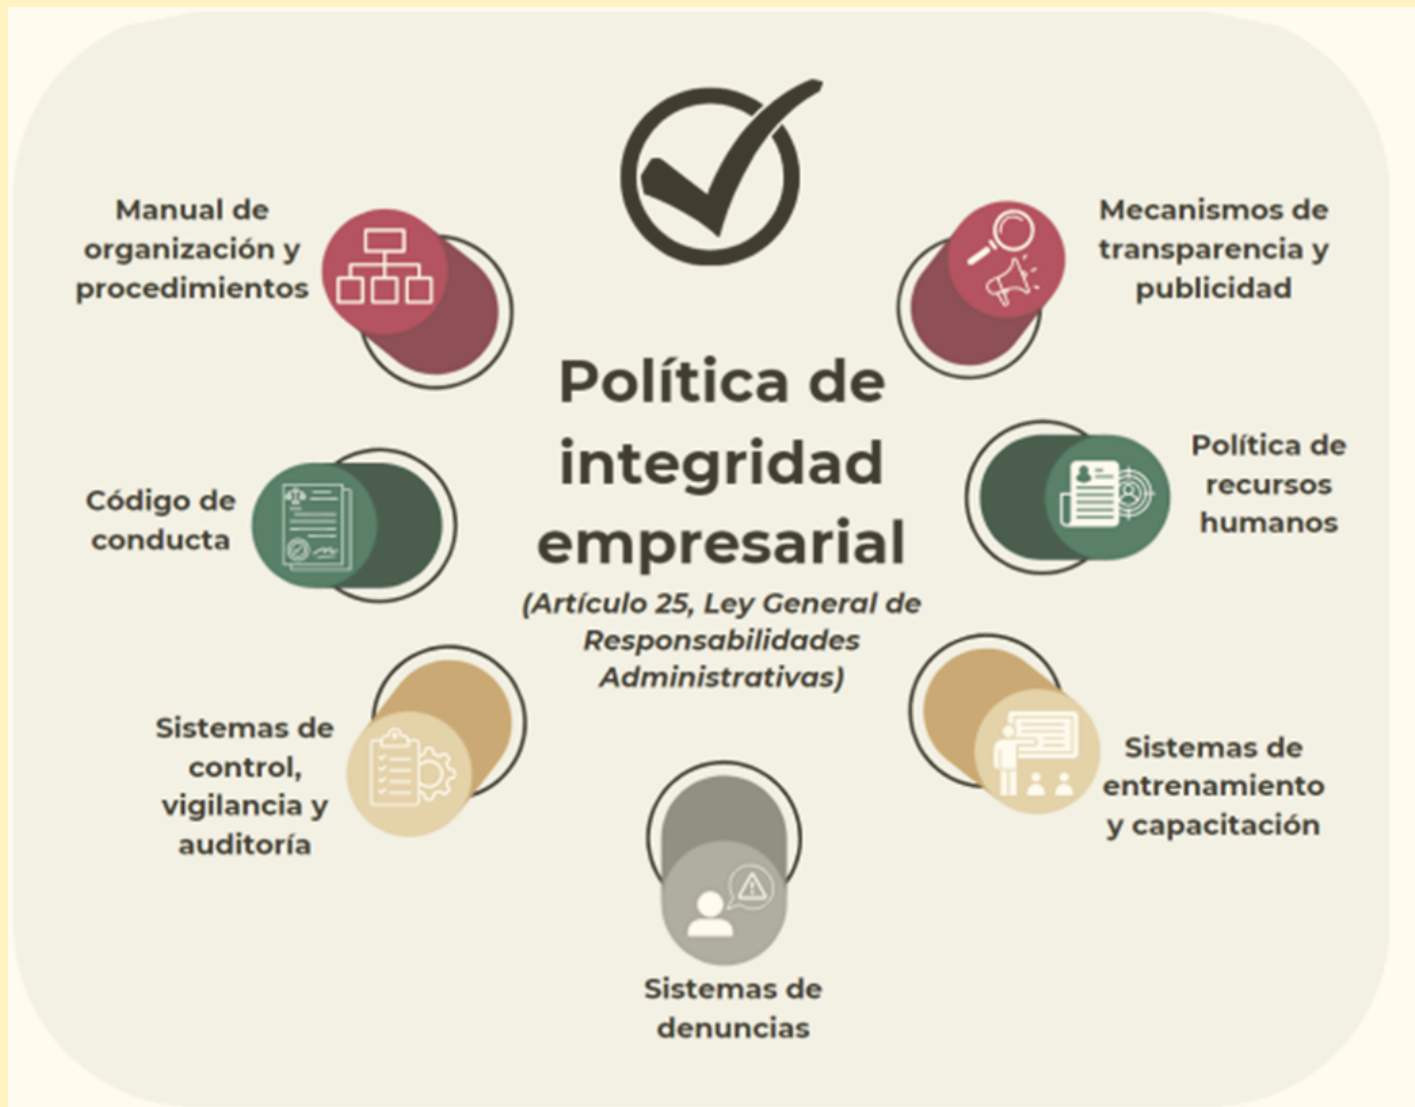 Manual de
organización y
procedimientos
Mecanismos de
transparencia y
publicidad
Política de
integridad
empresarial
(Artículo 25, Ley General de
Responsabilidades
Administrativas)
Código de
conducta
Política de
recursos
humanos
Sistemas de
control,
vigilancia y
auditoría
Sistemas de
entrenamiento
y capacitación
Sistemas de
denuncias